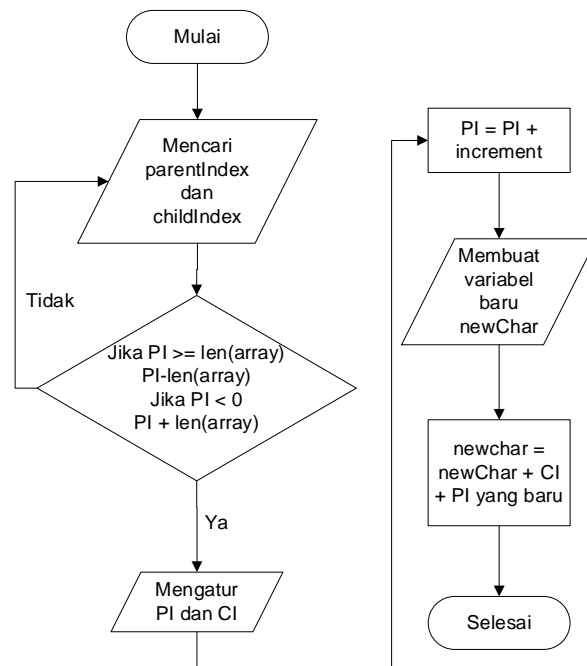 Mulai
Mencari
parentIndex
dan
childIndex
Tidak
Jika PI >= len(array)
PI-len(array)
Jika PI < 0
PI + len(array)
Ya
Mengatur
PI dan CI
PI = PI +
increment
Membuat
variabel
baru
newChar
newchar =
newChar + CI
+ PI yang baru
Selesai